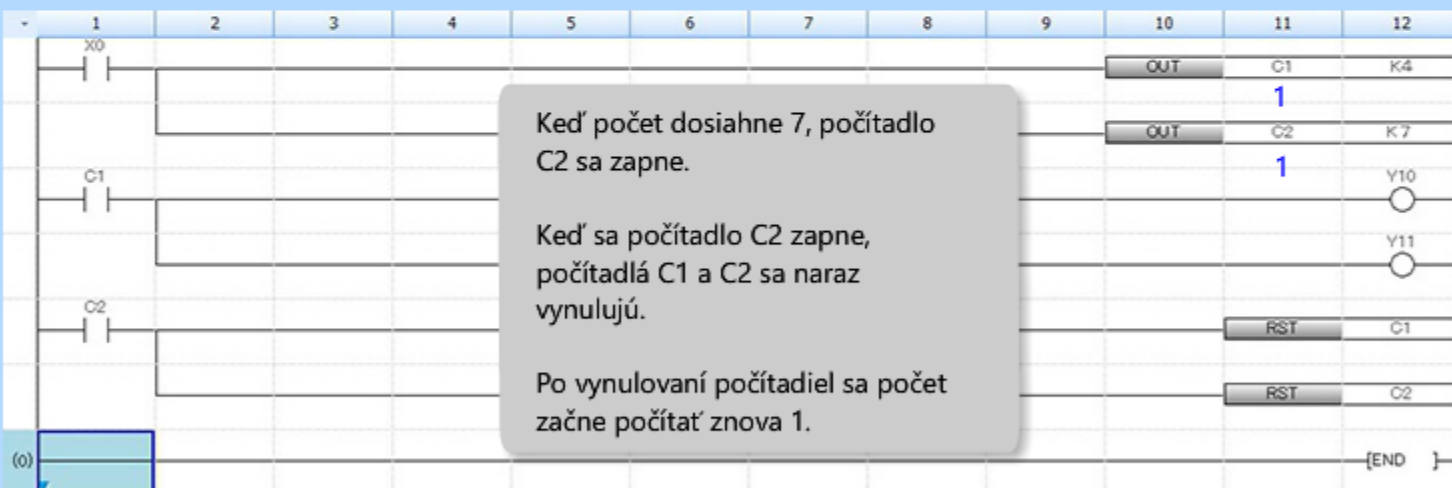 1 2 3 4 5 6 7 8 9 10 11 12
X0
OUT C1 K4
1
OUT C2 K7
1
C1
Y10
Y11
C2
RST C1
RST C2
(0)
[END ]
Keď počet dosiahne 7, počítadlo
C2 sa zapne.
Keď sa počítadlo C2 zapne,
počítadlá C1 a C2 sa naraz
vynulujú.
Po vynulovaní počítadiel sa počet
začne počítať znova 1.